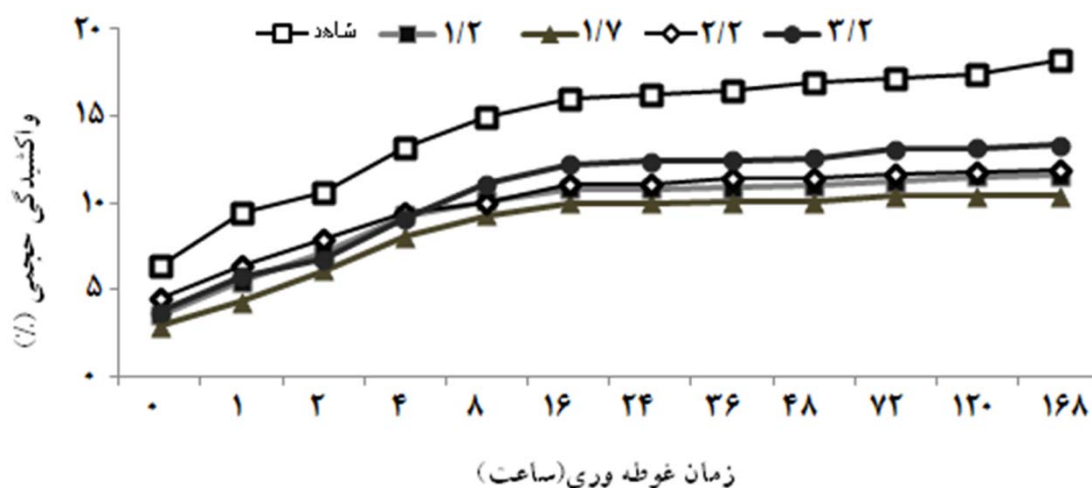 ۲۰
شاهد ۱/۲ ۱/۷ ۲/۲ ۳/۲
۱۵
۱۰
۵
۰
واکشیدگی حجمی (%)
۰ ۱ ۲ ۴ ۸ ۱۶ ۲۴ ۳۶ ۴۸ ۷۲ ۱۲۰ ۱۶۸
زمان غوطه وری(ساعت)